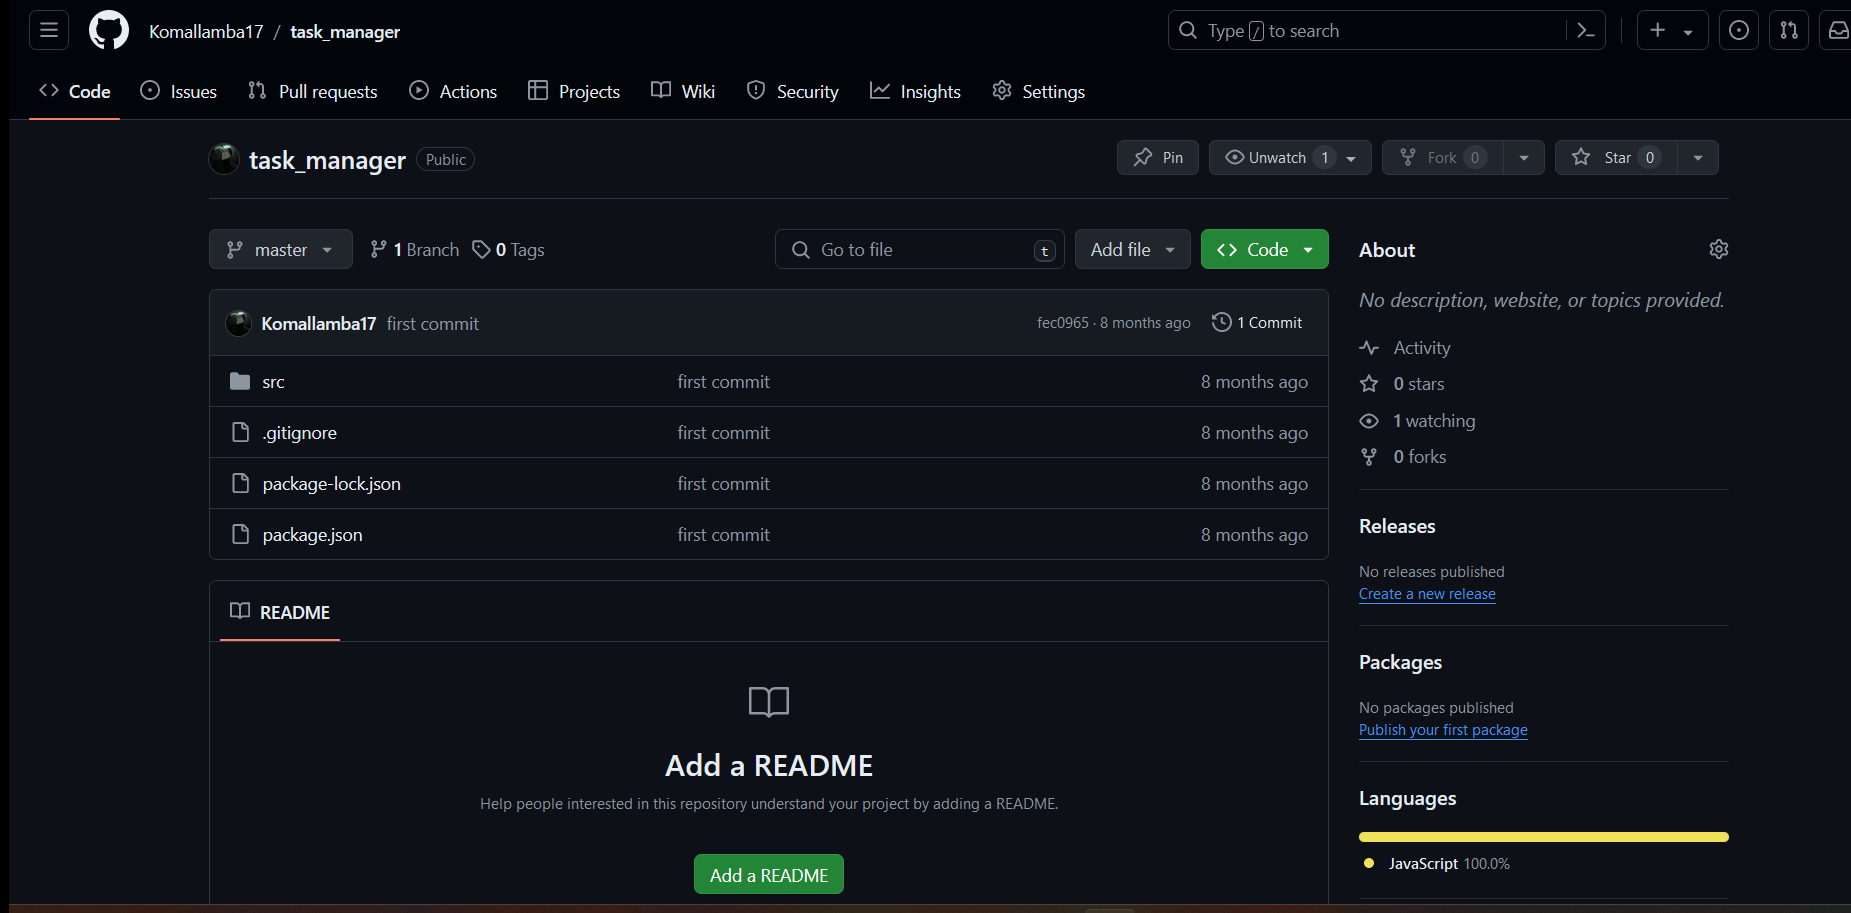 Komallamba17 / task_manager
Type / to search
Code Issues Pull requests Actions Projects Wiki Security Insights Settings
task_manager Public
Pin Unwatch 1 Fork 0 Star 0
master 1 Branch 0 Tags
Go to file t Add file Code
Komallamba17 first commit fec0965 · 8 months ago 1 Commit
src first commit 8 months ago
.gitignore first commit 8 months ago
package-lock.json first commit 8 months ago
package.json first commit 8 months ago
README
Add a README
Help people interested in this repository understand your project by adding a README.
Add a README
About
No description, website, or topics provided.
Activity
0 stars
1 watching
0 forks
Releases
No releases published
Create a new release
Packages
No packages published
Publish your first package
Languages
JavaScript 100.0%